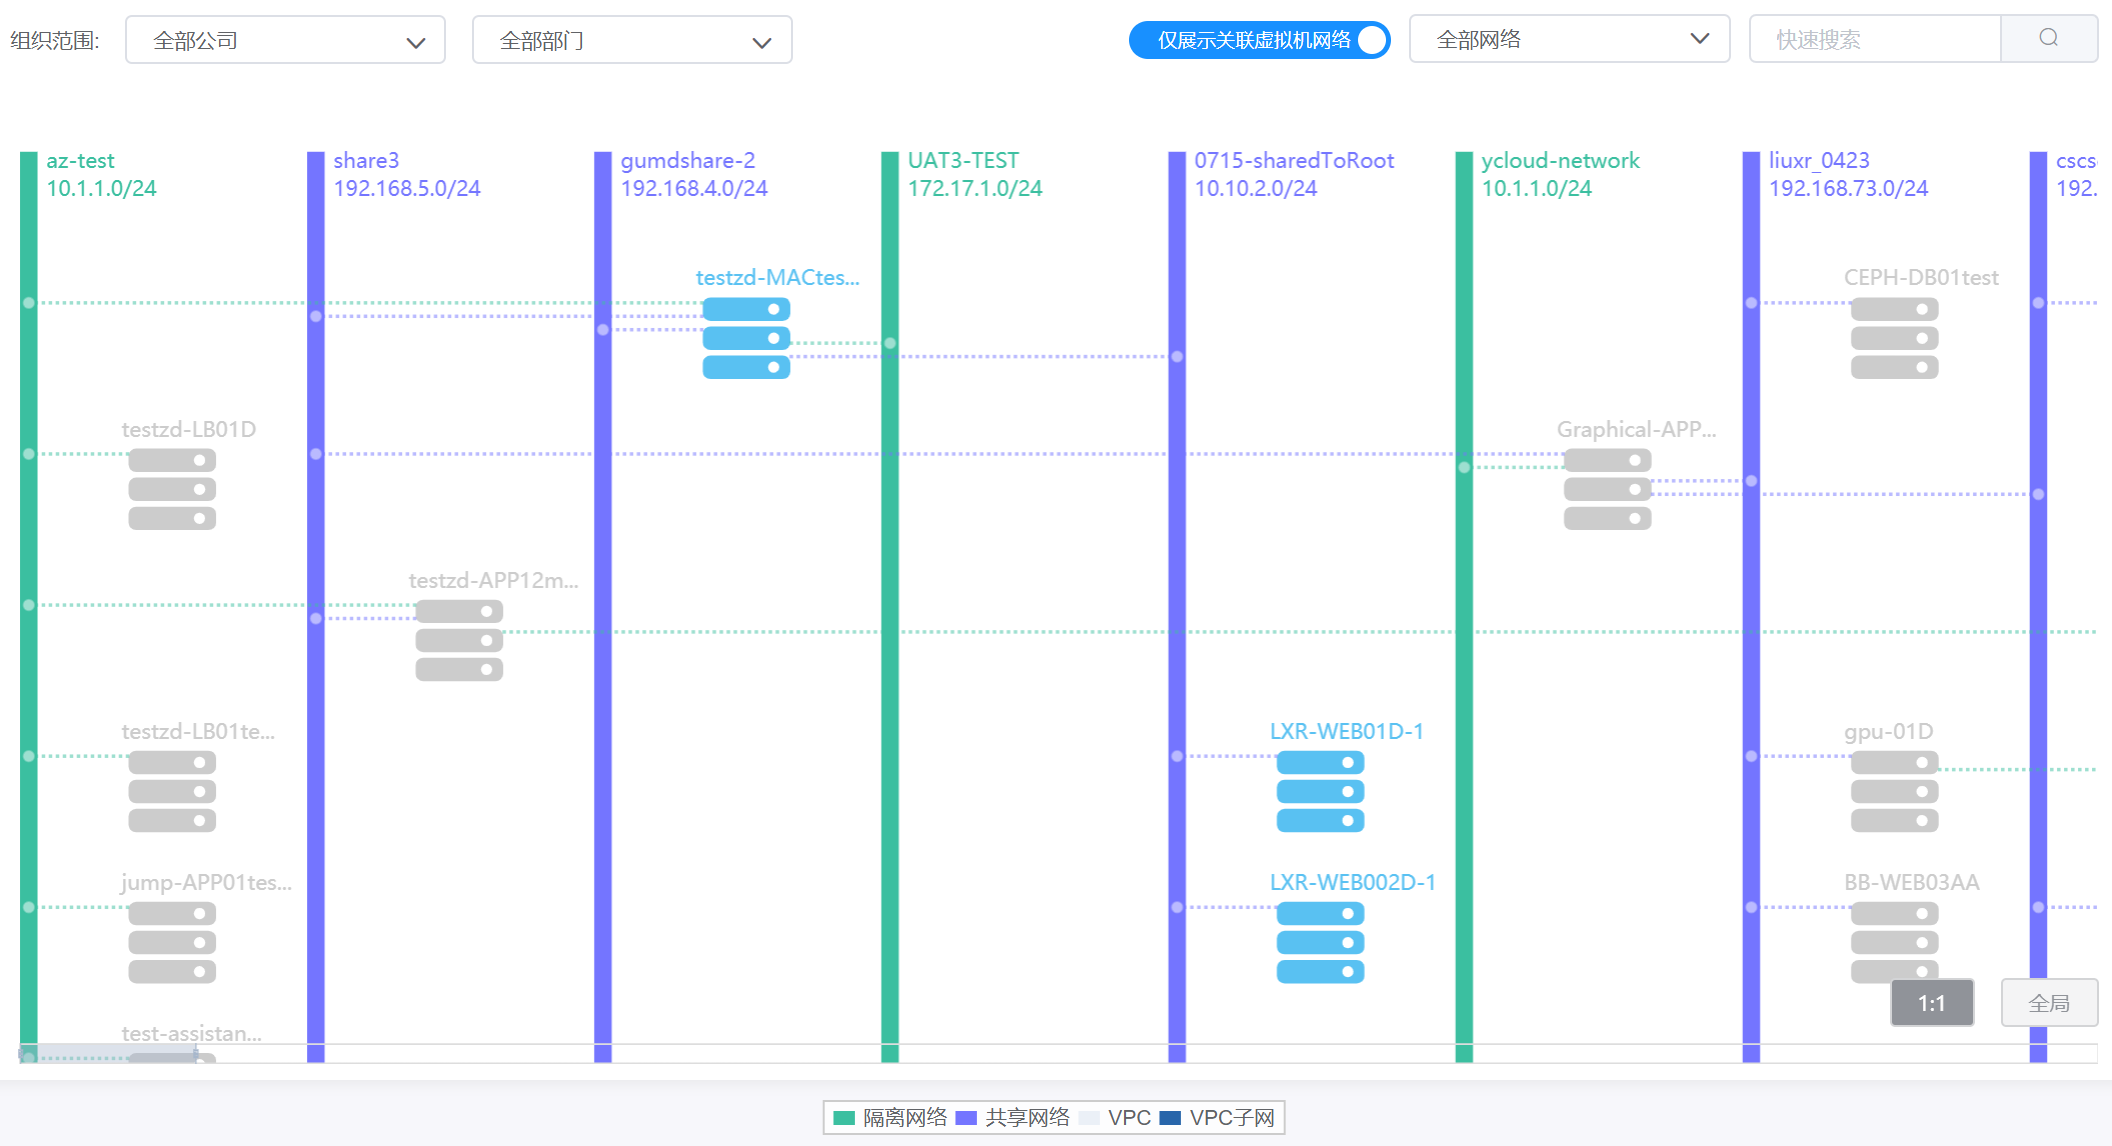 组织范围: 全部公司 全部部门 仅展示关联虚拟机网络 全部网络 快速搜索
az-test share3 gumdshare-2 UAT3-TEST 0715-sharedToRoot ycloud-network liuxr_0423 cscs
10.1.1.0/24 192.168.5.0/24 192.168.4.0/24 172.17.1.0/24 10.10.2.0/24 10.1.1.0/24 192.168.73.0/24 192.
testzd-MACtes... CEPH-DB01test
testzd-LB01D Graphical-APP...
testzd-APP12m...
testzd-LB01te... LXR-WEB01D-1 gpu-01D
jump-APP01tes... LXR-WEB002D-1 BB-WEB03AA
1:1 全局
test-assistan...
隔离网络 共享网络 VPC VPC子网